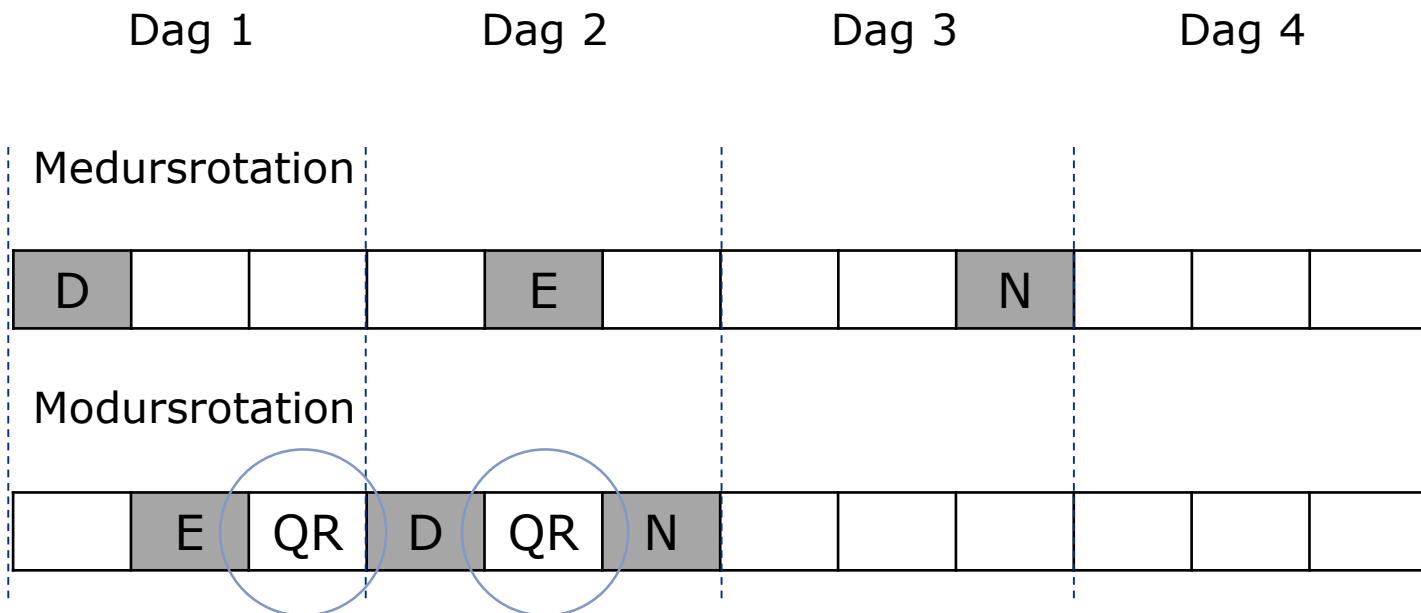 Dag 1 Dag 2 Dag 3 Dag 4
Medursrotation
D E N
Modursrotation
E QR D QR N